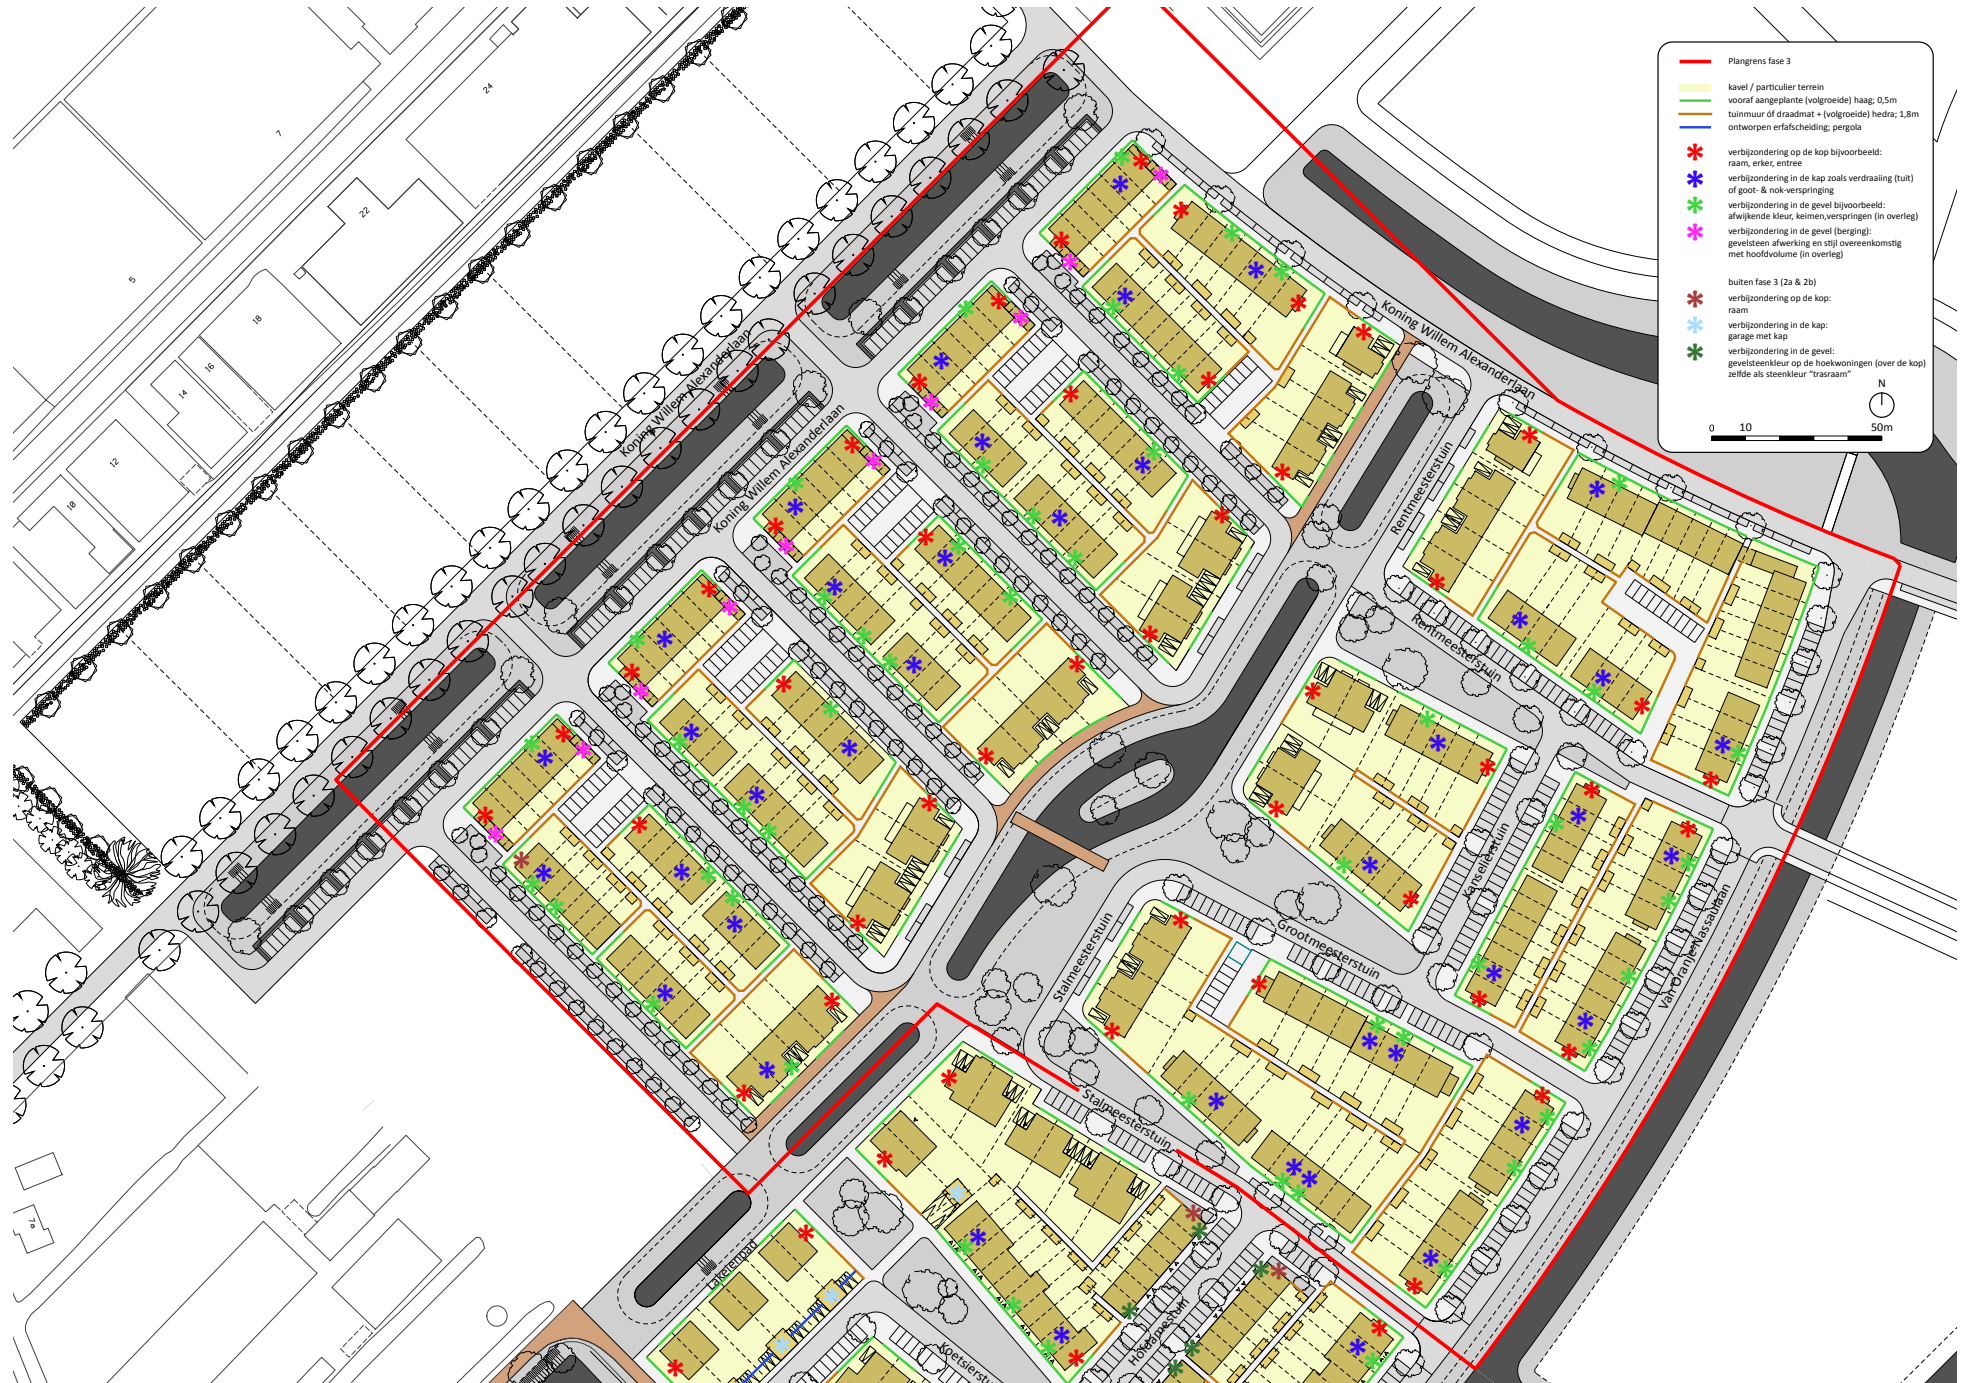 Plangrens fase 3
kavel / particulier terrein
vooraf aangeplante (volgroeide) haag; 0,5m
tuinmuur óf draadmat + (volgroeide) hedra; 1,8m
ontworpen erfafscheiding; pergola
verbijzondering op de kop bijvoorbeeld:
raam, erker, entree
verbijzondering in de kap zoals verdraaiing (tuit)
of goot- & nok-verspringing
verbijzondering in de gevel bijvoorbeeld:
afwijkende kleur, keimen,verspringen (in overleg)
verbijzondering in de gevel (berging):
gevelsteen afwerking en stijl overeenkomstig
met hoofdvolume (in overleg)
buiten fase 3 (2a & 2b)
verbijzondering op de kop:
raam
verbijzondering in de kap:
garage met kap
verbijzondering in de gevel:
gevelsteenkleur op de hoekwoningen (over de kop)
zelfde als steenkleur "trasraam"
N
0 10 50m
24
7
22
5
18
16
14
12
10
7a
Koning Willem Alexanderlaan
Koning Willem Alexanderlaan
Koning Willem Alexanderlaan
Rentmeesterstuin
Rentmeesterstuin
Kanselierstuin
Van Oranje Nassaulaan
Grootmeesterstuin
Stalmeesterstuin
Stalmeesterstuin
Lakeienpad
Hofdamestuin
Koetsierstu